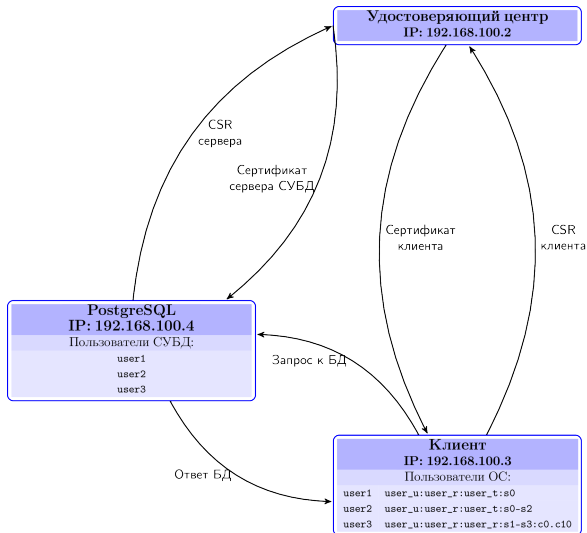 Удостоверяющий центр
IP: 192.168.100.2
CSR
сервера
Сертификат
сервера СУБД
Сертификат
клиента
CSR
клиента
PostgreSQL
IP: 192.168.100.4
Пользователи СУБД:
user1
user2
user3
Запрос к БД
Ответ БД
Клиент
IP: 192.168.100.3
Пользователи ОС:
user1 user_u:user_r:user_t:s0
user2 user_u:user_r:user_t:s0-s2
user3 user_u:user_r:user_r:s1-s3:c0.c10